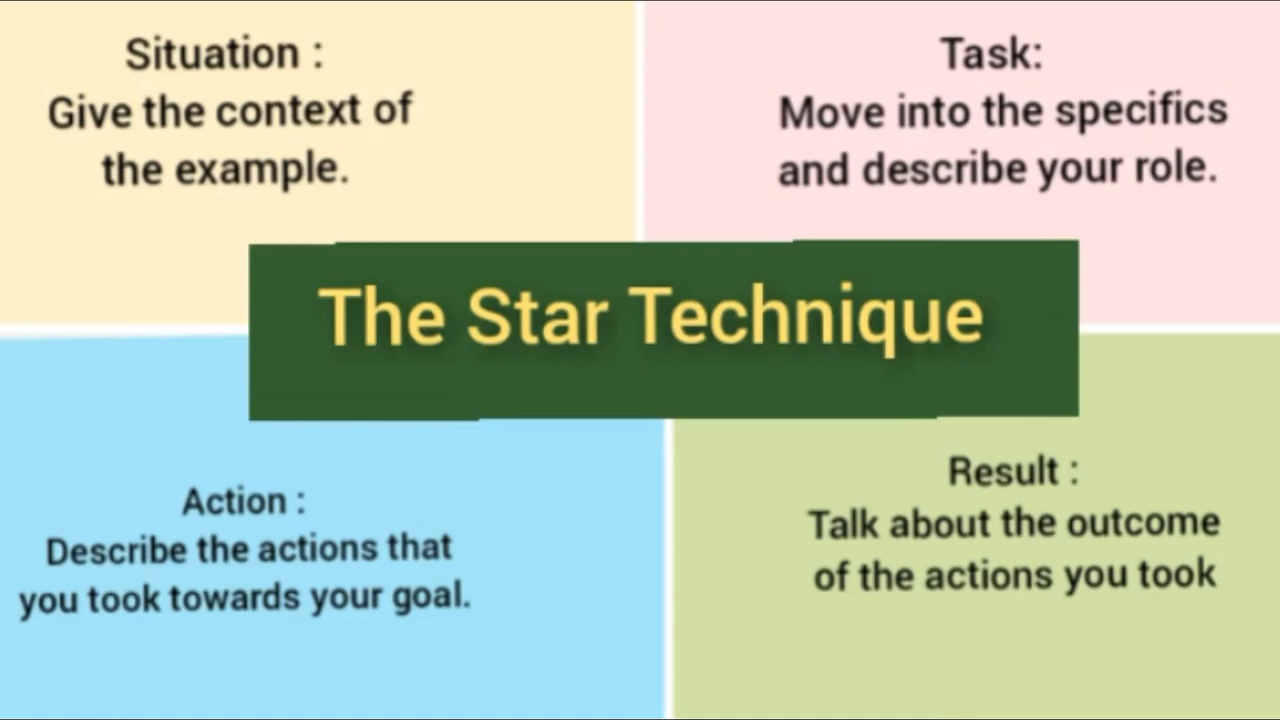 Situation :
Give the context of
the example.
Task:
Move into the specifics
and describe your role.
The Star Technique
Action :
Describe the actions that
you took towards your goal.
Result :
Talk about the outcome
of the actions you took